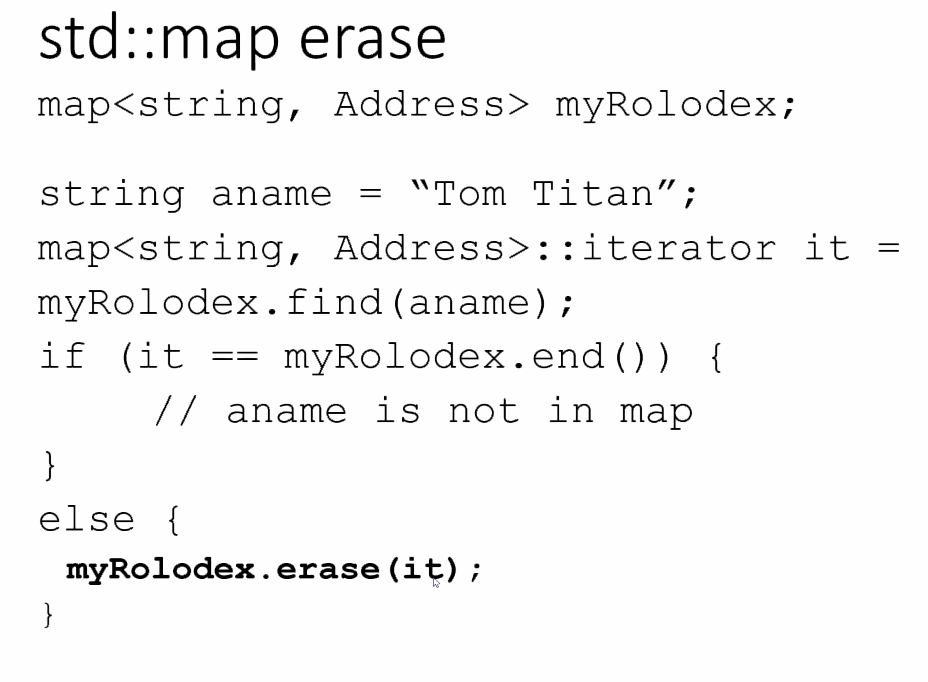 std::map erase
map<string, Address> myRolodex;
string aname = “Tom Titan”;
map<string, Address>::iterator it =
myRolodex.find(aname);
if (it == myRolodex.end()) {
// aname is not in map
}
else {
myRolodex.erase(it);
}